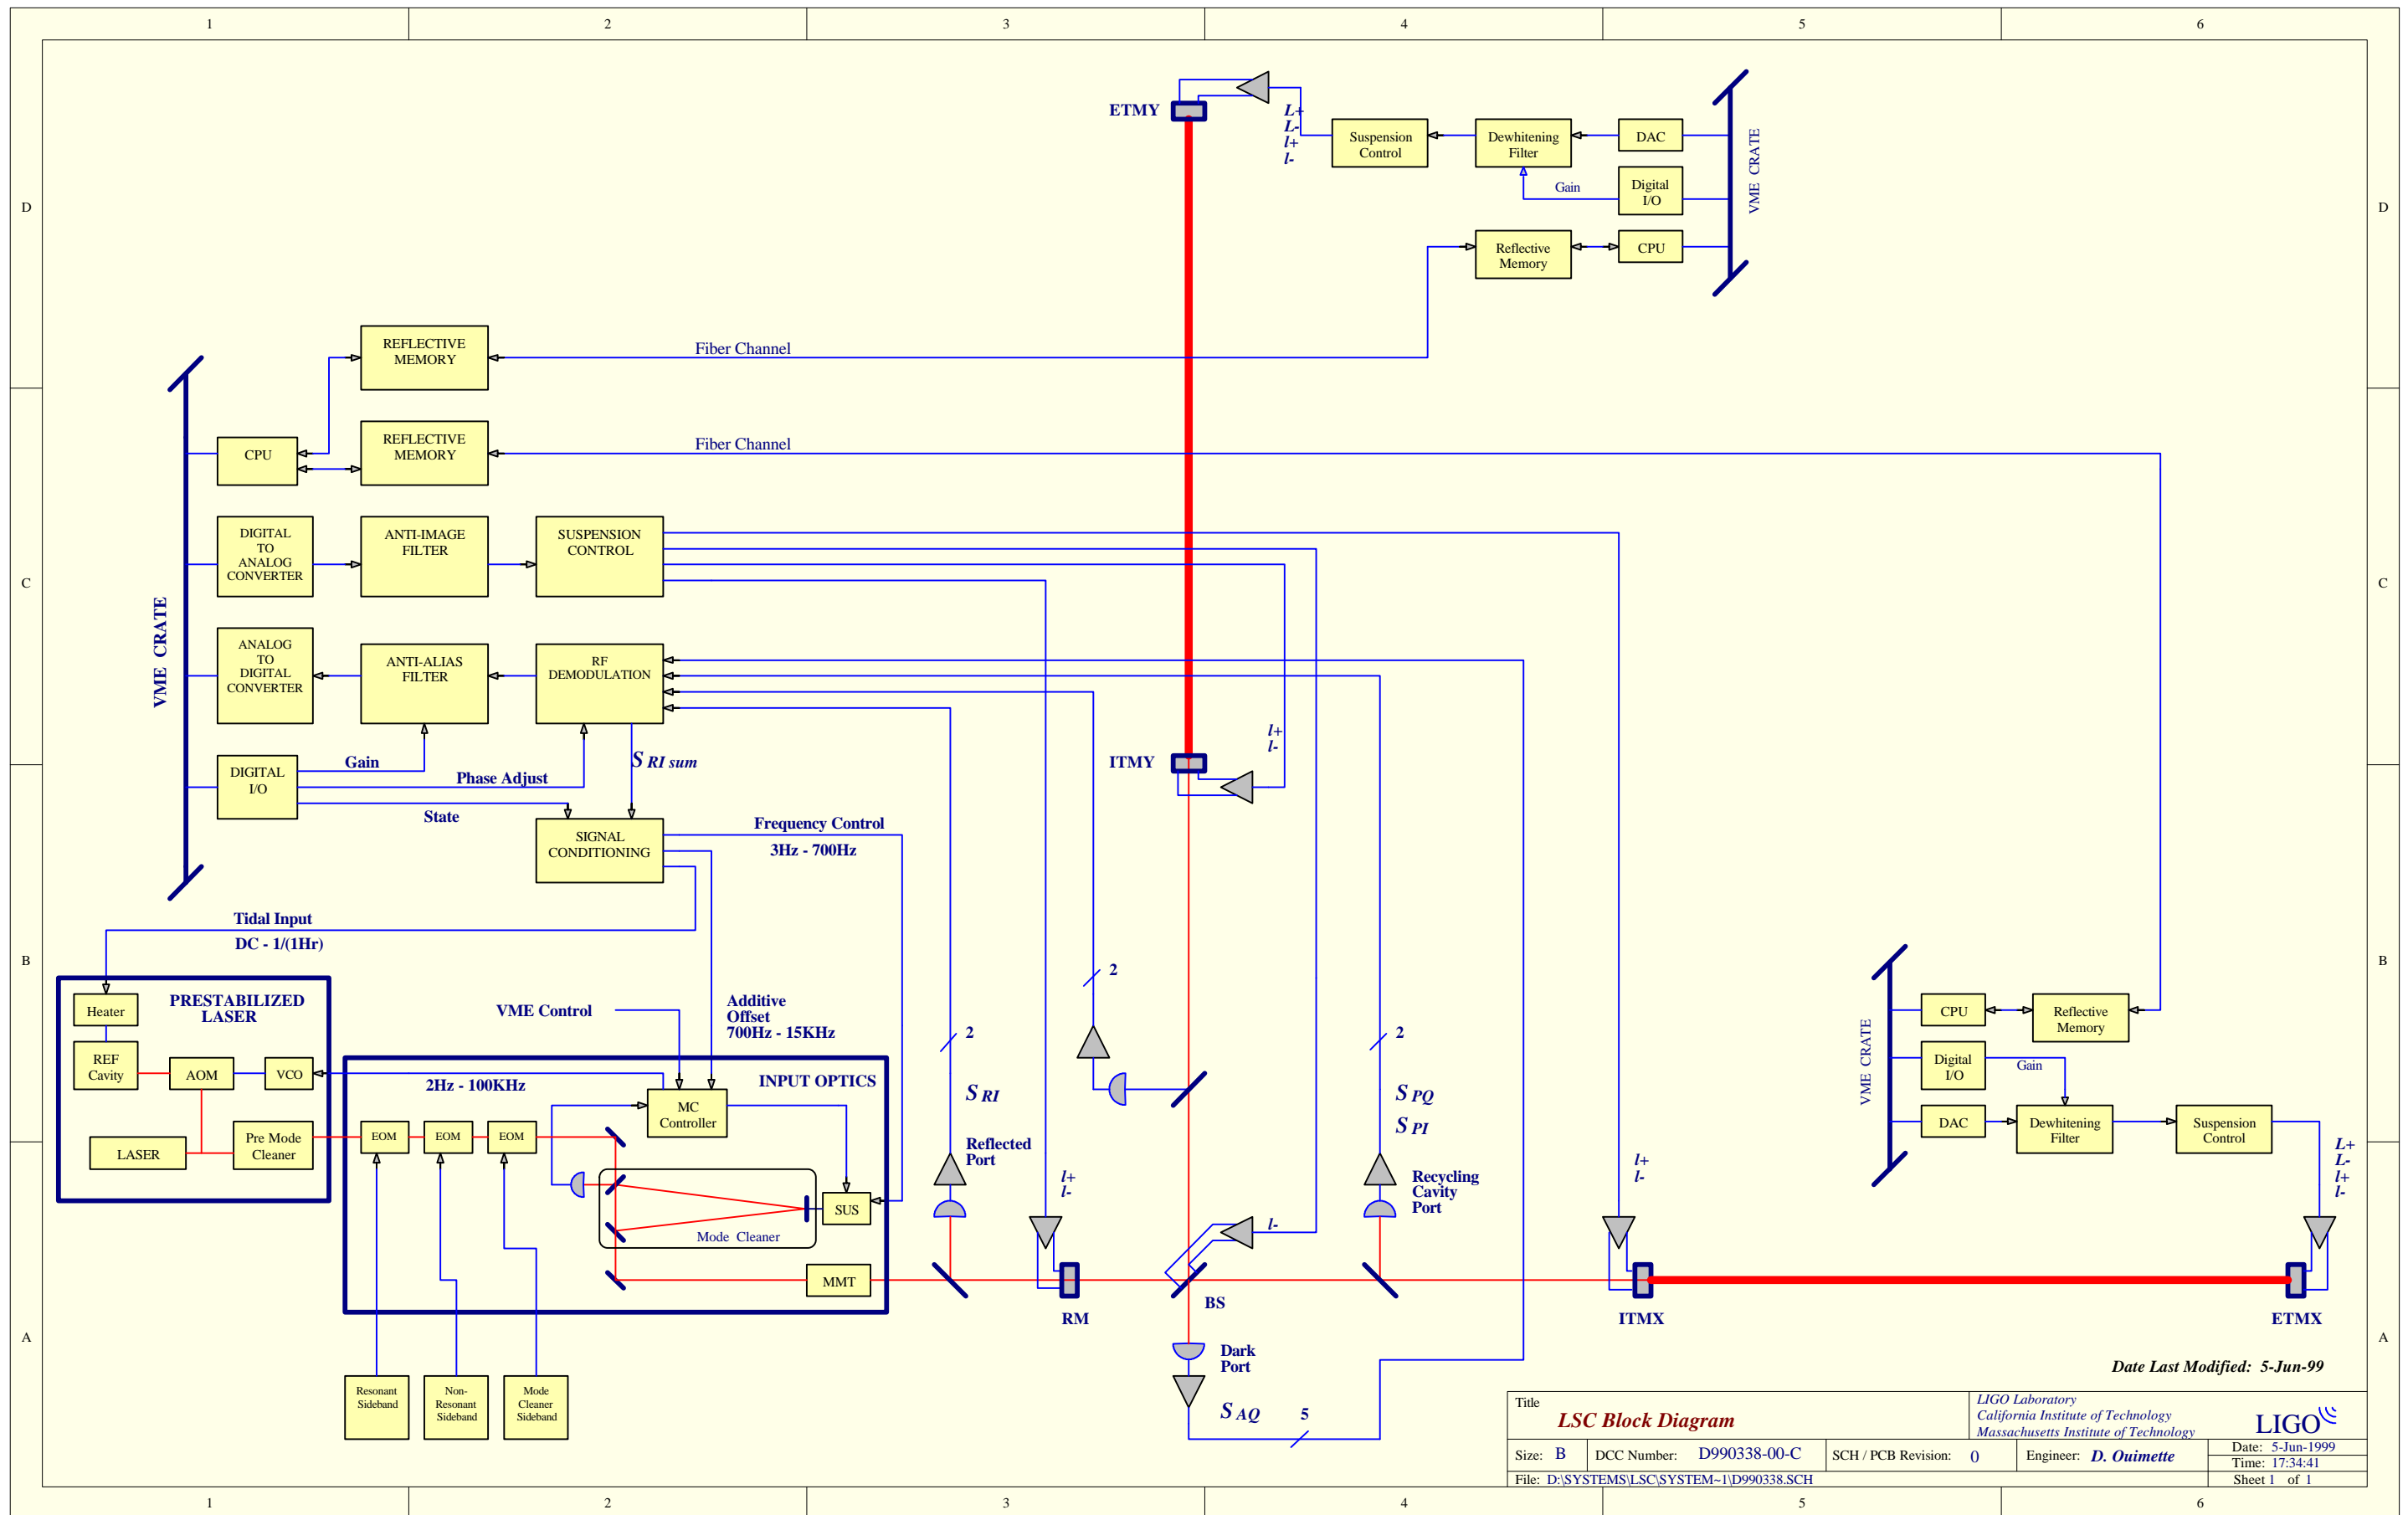 1 2 3 4 5 6
D
ETMY
L+
L-
l+
l-
Suspension
Control
Dewhitening
Filter
DAC
Gain
Digital
I/O
VME CRATE
Reflective
Memory
CPU
D
REFLECTIVE
MEMORY
Fiber Channel
REFLECTIVE
MEMORY
Fiber Channel
CPU
C
DIGITAL
TO
ANALOG
CONVERTER
ANTI-IMAGE
FILTER
SUSPENSION
CONTROL
C
VME CRATE
ANALOG
TO
DIGITAL
CONVERTER
ANTI-ALIAS
FILTER
RF
DEMODULATION
DIGITAL
I/O
Gain
Phase Adjust
State
S RI sum
ITMY
l+
l-
SIGNAL
CONDITIONING
Frequency Control
3Hz - 700Hz
Tidal Input
DC - 1/(1Hr)
B
B
PRESTABILIZED
LASER
Heater
REF
Cavity
AOM
VCO
LASER
Pre Mode
Cleaner
VME Control
Additive
Offset
700Hz - 15KHz
2Hz - 100KHz
INPUT OPTICS
MC
Controller
EOM
EOM
EOM
SUS
Mode Cleaner
MMT
2
S RI
Reflected
Port
2
l+
l-
RM
l-
BS
2
S PQ
S PI
Recycling
Cavity
Port
l+
l-
ITMX
VME CRATE
CPU
Reflective
Memory
Digital
I/O
Gain
DAC
Dewhitening
Filter
Suspension
Control
L+
L-
l+
l-
ETMX
A
A
Dark
Port
S AQ
5
Resonant
Sideband
Non-
Resonant
Sideband
Mode
Cleaner
Sideband
Date Last Modified: 5-Jun-99
Title
LSC Block Diagram
LIGO Laboratory
California Institute of Technology
Massachusetts Institute of Technology
LIGO
Size: B
DCC Number: D990338-00-C
SCH / PCB Revision: 0
Engineer: D. Ouimette
Date: 5-Jun-1999
Time: 17:34:41
File: D:\SYSTEMS\LSC\SYSTEM~1\D990338.SCH
Sheet 1 of 1
1 2 3 4 5 6